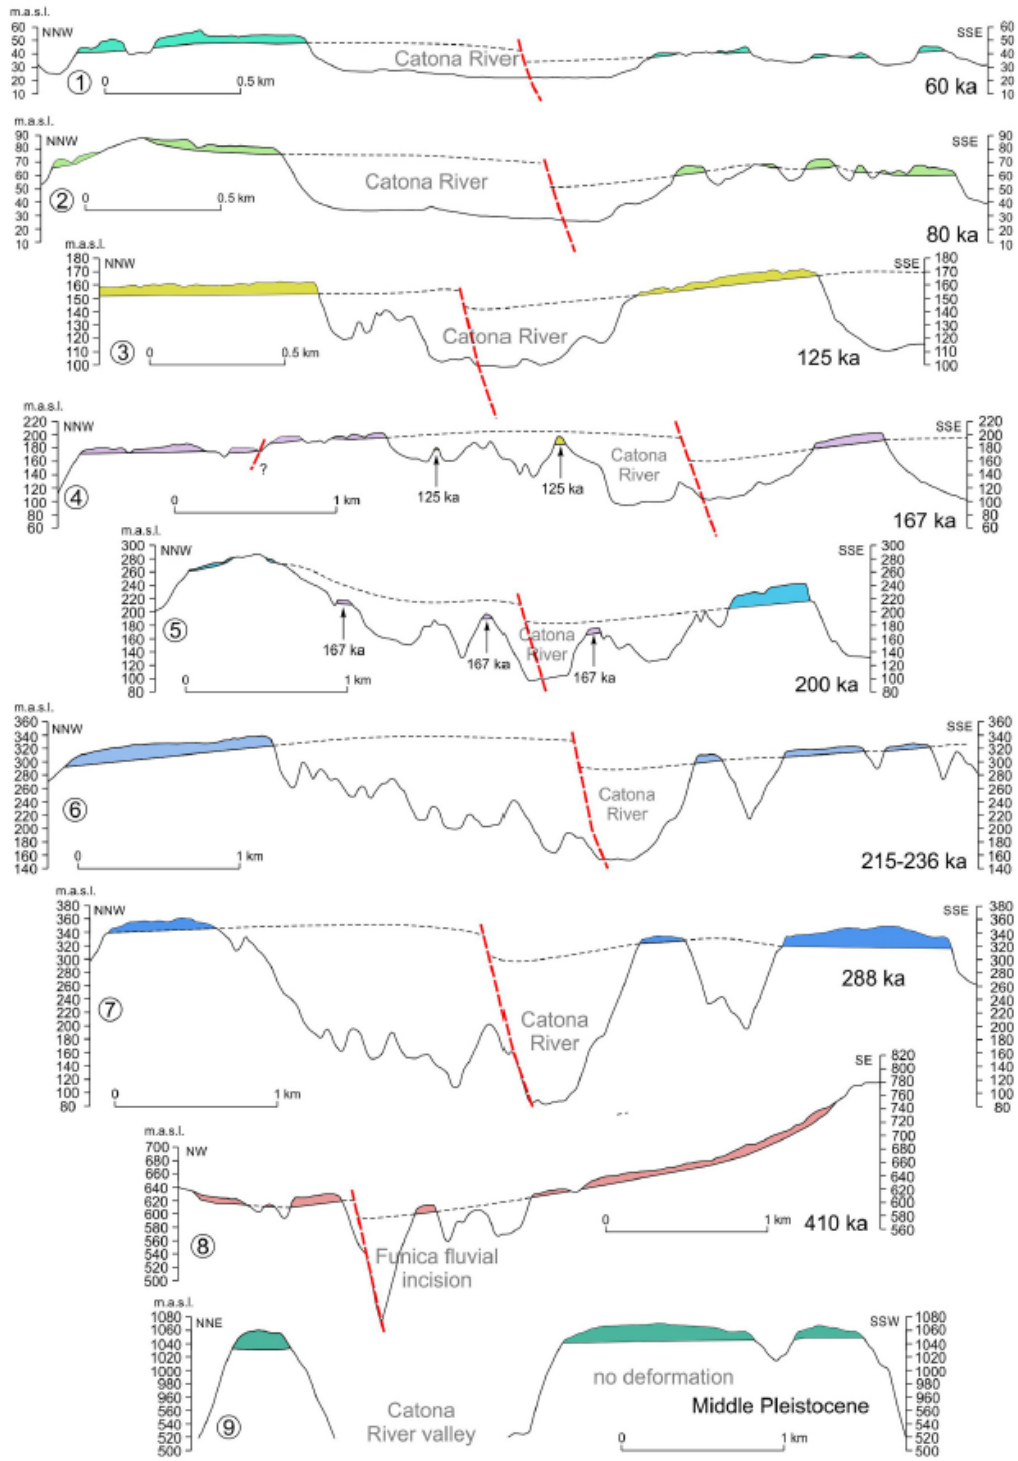 m.a.s.l.
60 NNW SSE 60
50 50
40 Catona River 40
30 30
20 20
10 ① 0 0.5 km 60 ka 10
m.a.s.l.
90 NNW SSE 90
80 80
70 70
60 Catona River 60
50 50
40 40
30 ② 0 0.5 km 30
20 20
10 80 ka 10
m.a.s.l.
180 NNW SSE 180
170 170
160 160
150 150
140 140
130 130
120 Catona River 120
110 110
100 ③ 0 0.5 km 125 ka 100
m.a.s.l.
220 NNW SSE 220
200 200
180 180
160 ? Catona 160
140 River 140
120 125 ka 125 ka 120
100 ④ 0 1 km 100
80 80
60 167 ka 60
m.a.s.l.
300 NNW SSE 300
280 280
260 260
240 240
220 220
200 200
180 ⑤ Catona 180
160 River 160
140 167 ka 167 ka 167 ka 140
120 120
100 0 1 km 100
80 200 ka 80
m.a.s.l.
360 NNW SSE 360
340 340
320 320
300 300
280 280
260 Catona 260
240 River 240
220 ⑥ 220
200 200
180 180
160 0 1 km 215-236 ka 160
140 140
m.a.s.l.
380 NNW SSE 380
360 360
340 340
320 320
300 300
280 288 ka 280
260 260
240 240
220 ⑦ Catona 220
200 River 200
180 180
160 160
140 140
120 120
100 0 1 km 100
80 80
SE 820
800
780
760
740
720
m.a.s.l.
700 NW 700
680 680
660 660
640 640
620 620
600 0 1 km 600
580 410 ka 580
560 ⑧ 560
540 Funica fluvial
520 incision
500
m.a.s.l.
1080 NNE SSW 1080
1060 1060
1040 1040
1020 1020
1000 no deformation 1000
980 980
960 Middle Pleistocene 960
560 Catona 560
540 ⑨ River valley 540
520 0 1 km 520
500 500